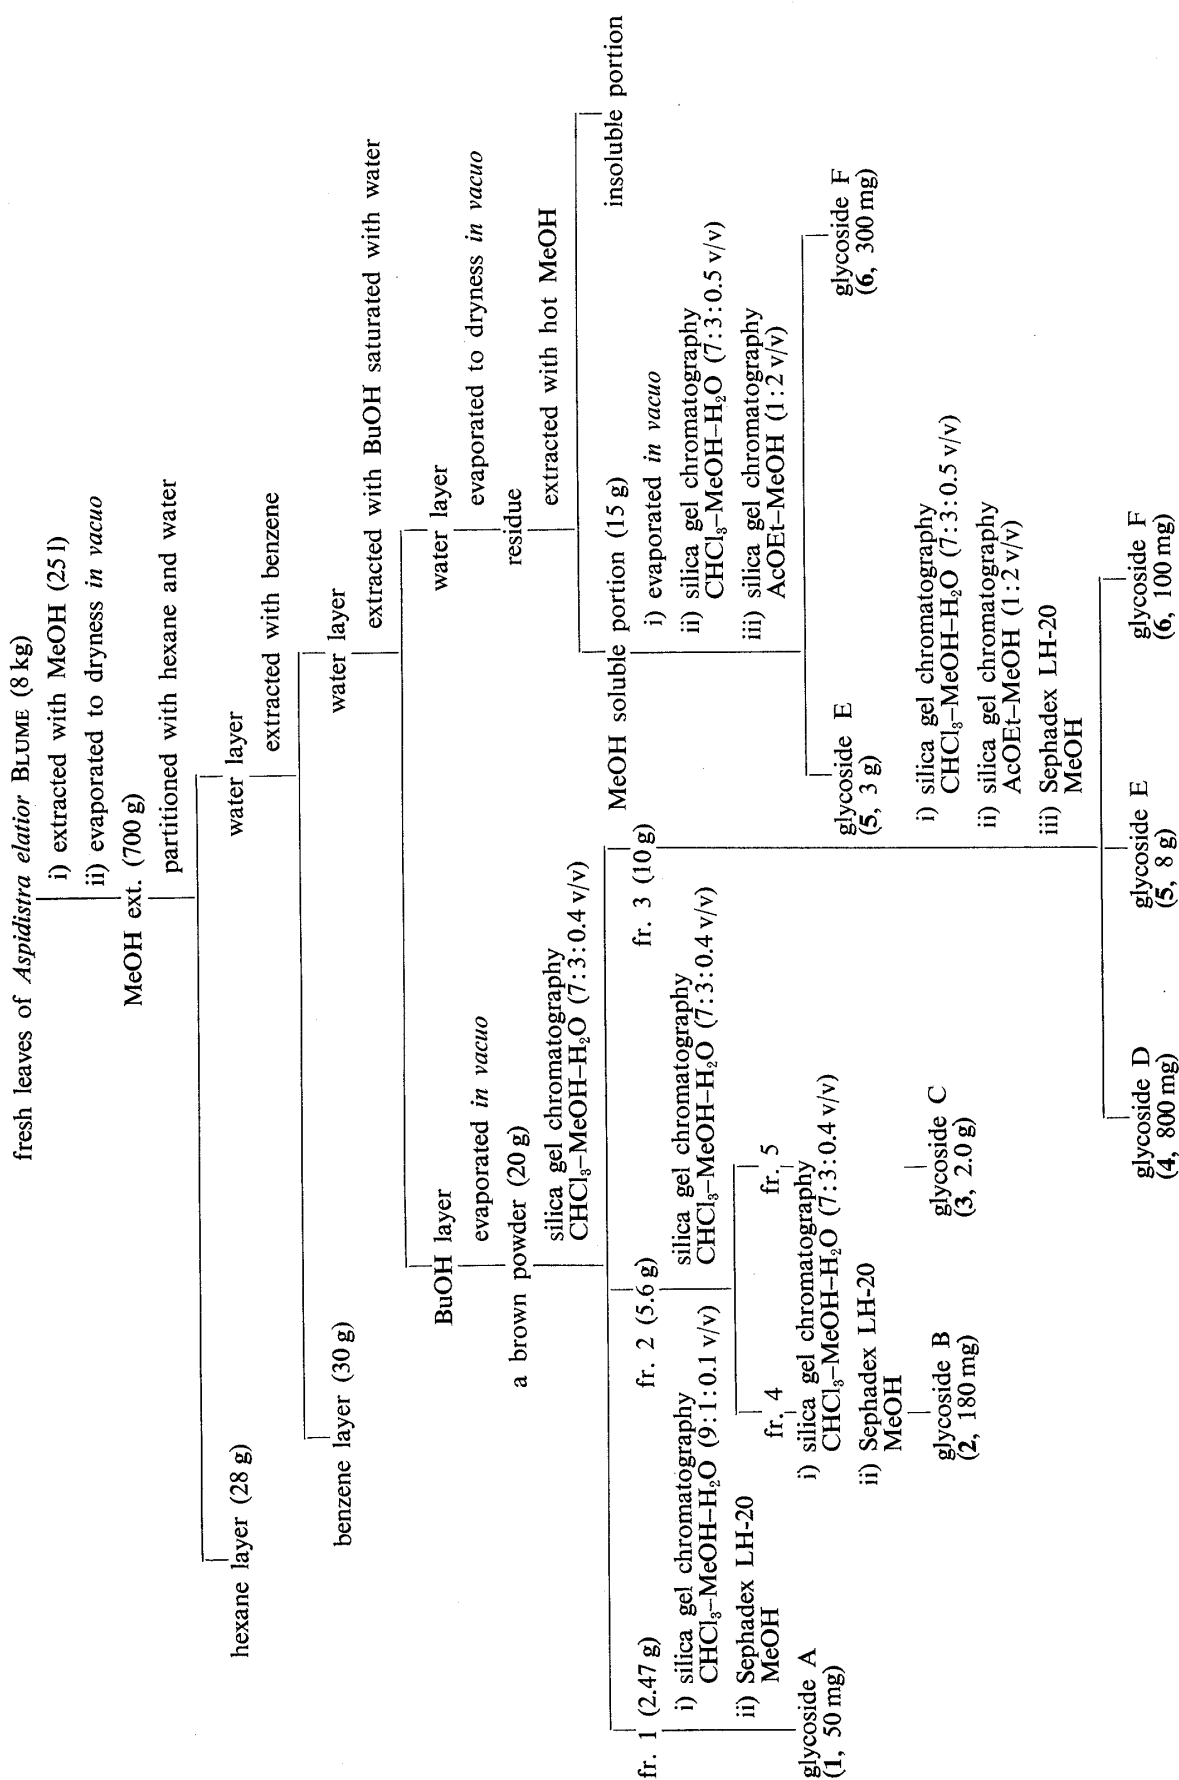 fresh leaves of Aspidistra elatior BLUME (8 kg)
i) extracted with MeOH (25 l)
ii) evaporated to dryness in vacuo
MeOH ext. (700 g)
partitioned with hexane and water
hexane layer (28 g)
water layer
extracted with benzene
benzene layer (30 g)
water layer
extracted with BuOH saturated with water
BuOH layer
evaporated in vacuo
a brown powder (20 g)
silica gel chromatography
CHCl₃–MeOH–H₂O (7:3:0.4 v/v)
water layer
evaporated to dryness in vacuo
residue
extracted with hot MeOH
MeOH soluble portion (15 g)
insoluble portion
i) evaporated in vacuo
ii) silica gel chromatography
CHCl₃–MeOH–H₂O (7:3:0.5 v/v)
iii) silica gel chromatography
AcOEt–MeOH (1:2 v/v)
glycoside E
(5, 3 g)
glycoside F
(6, 300 mg)
fr. 1 (2.47 g)
i) silica gel chromatography
CHCl₃–MeOH–H₂O (9:1:0.1 v/v)
ii) Sephadex LH-20
MeOH
glycoside A
(1, 50 mg)
fr. 2 (5.6 g)
silica gel chromatography
CHCl₃–MeOH–H₂O (7:3:0.4 v/v)
fr. 4
fr. 5
i) silica gel chromatography
CHCl₃–MeOH–H₂O (7:3:0.4 v/v)
ii) Sephadex LH-20
MeOH
glycoside B
(2, 180 mg)
glycoside C
(3, 2.0 g)
fr. 3 (10 g)
i) silica gel chromatography
CHCl₃–MeOH–H₂O (7:3:0.5 v/v)
ii) silica gel chromatography
AcOEt–MeOH (1:2 v/v)
iii) Sephadex LH-20
MeOH
glycoside D
(4, 800 mg)
glycoside E
(5, 8 g)
glycoside F
(6, 100 mg)